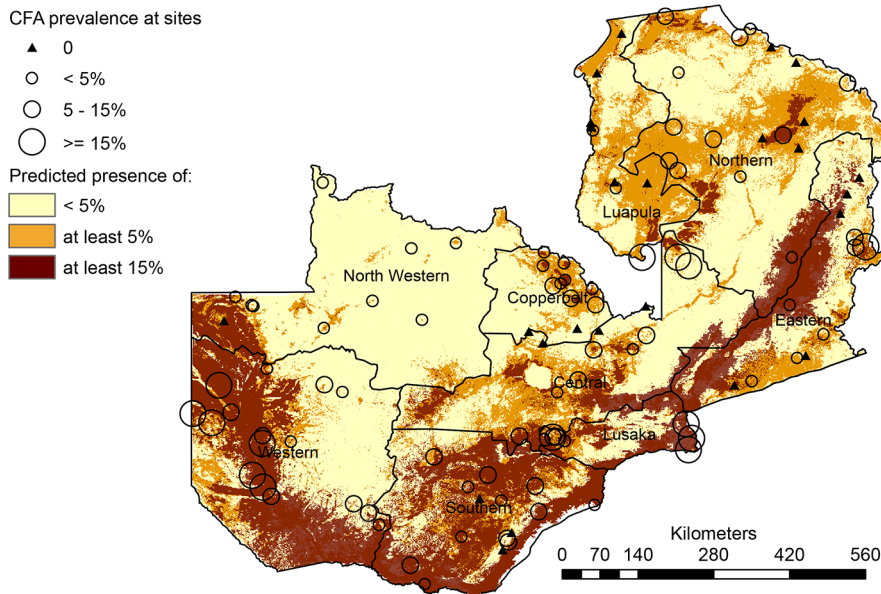 CFA prevalence at sites
0
< 5%
5 - 15%
>= 15%
Predicted presence of:
< 5%
at least 5%
at least 15%
Northern
Luapula
North Western
Copperbelt
Eastern
Central
Lusaka
Western
Southern
Kilometers
0 70 140 280 420 560